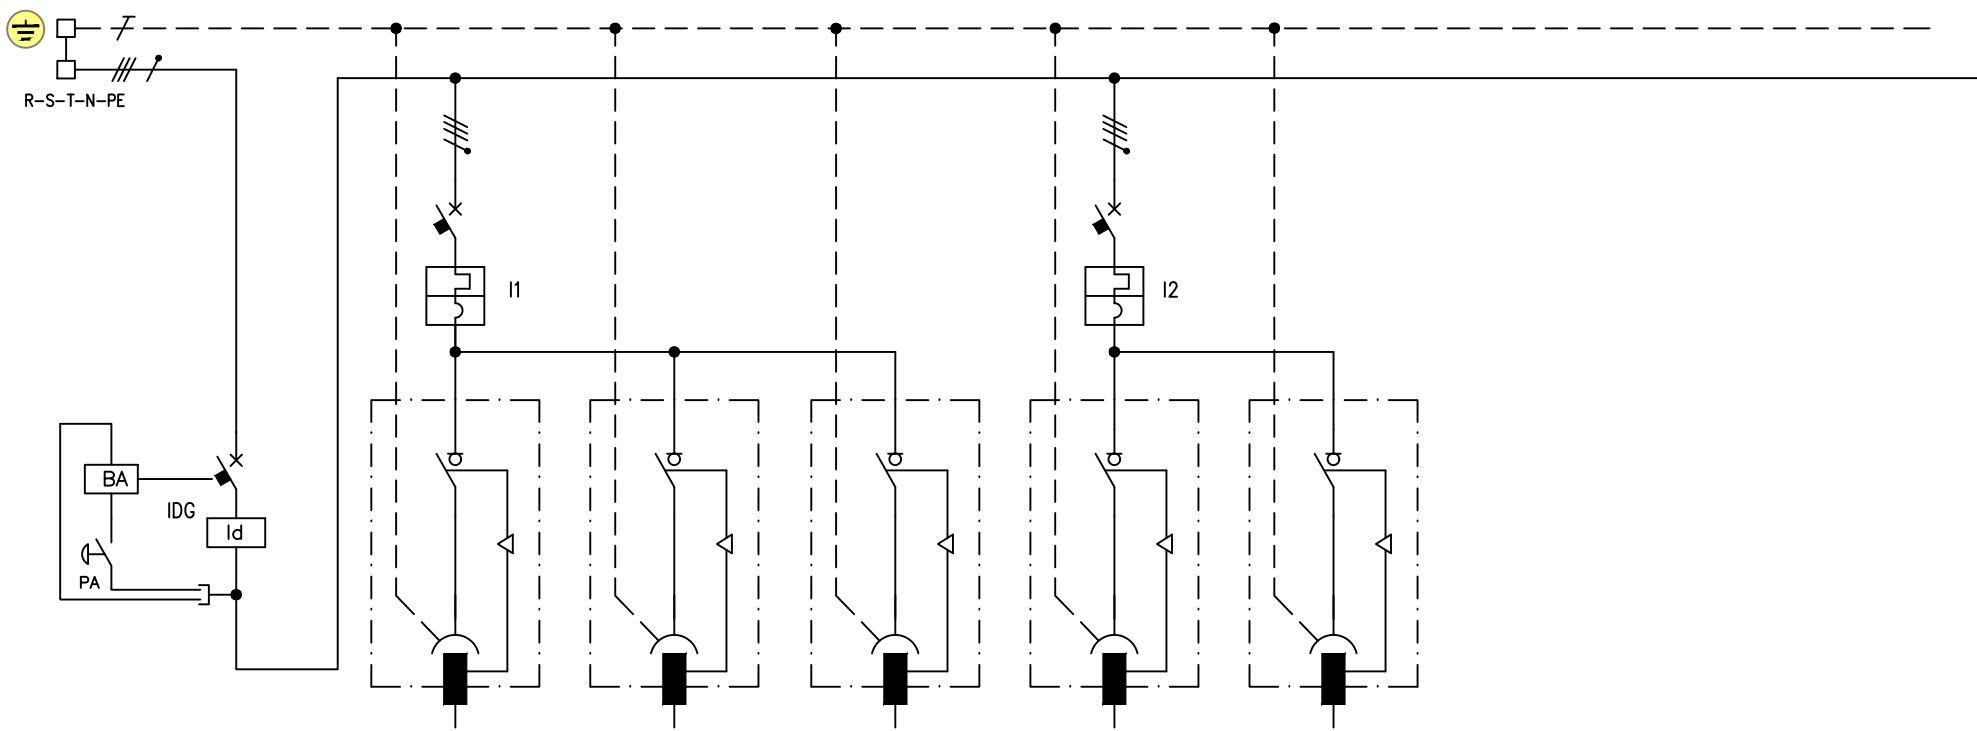 R-S-T-N-PE
I1
I2
BA
IDG
Id
PA